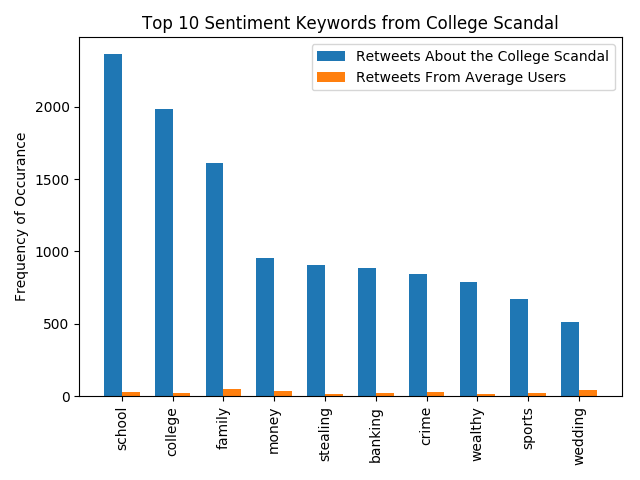 Top 10 Sentiment Keywords from College Scandal
Retweets About the College Scandal
Retweets From Average Users
Frequency of Occurance
2000
1500
1000
500
0
school
college
family
money
stealing
banking
crime
wealthy
sports
wedding